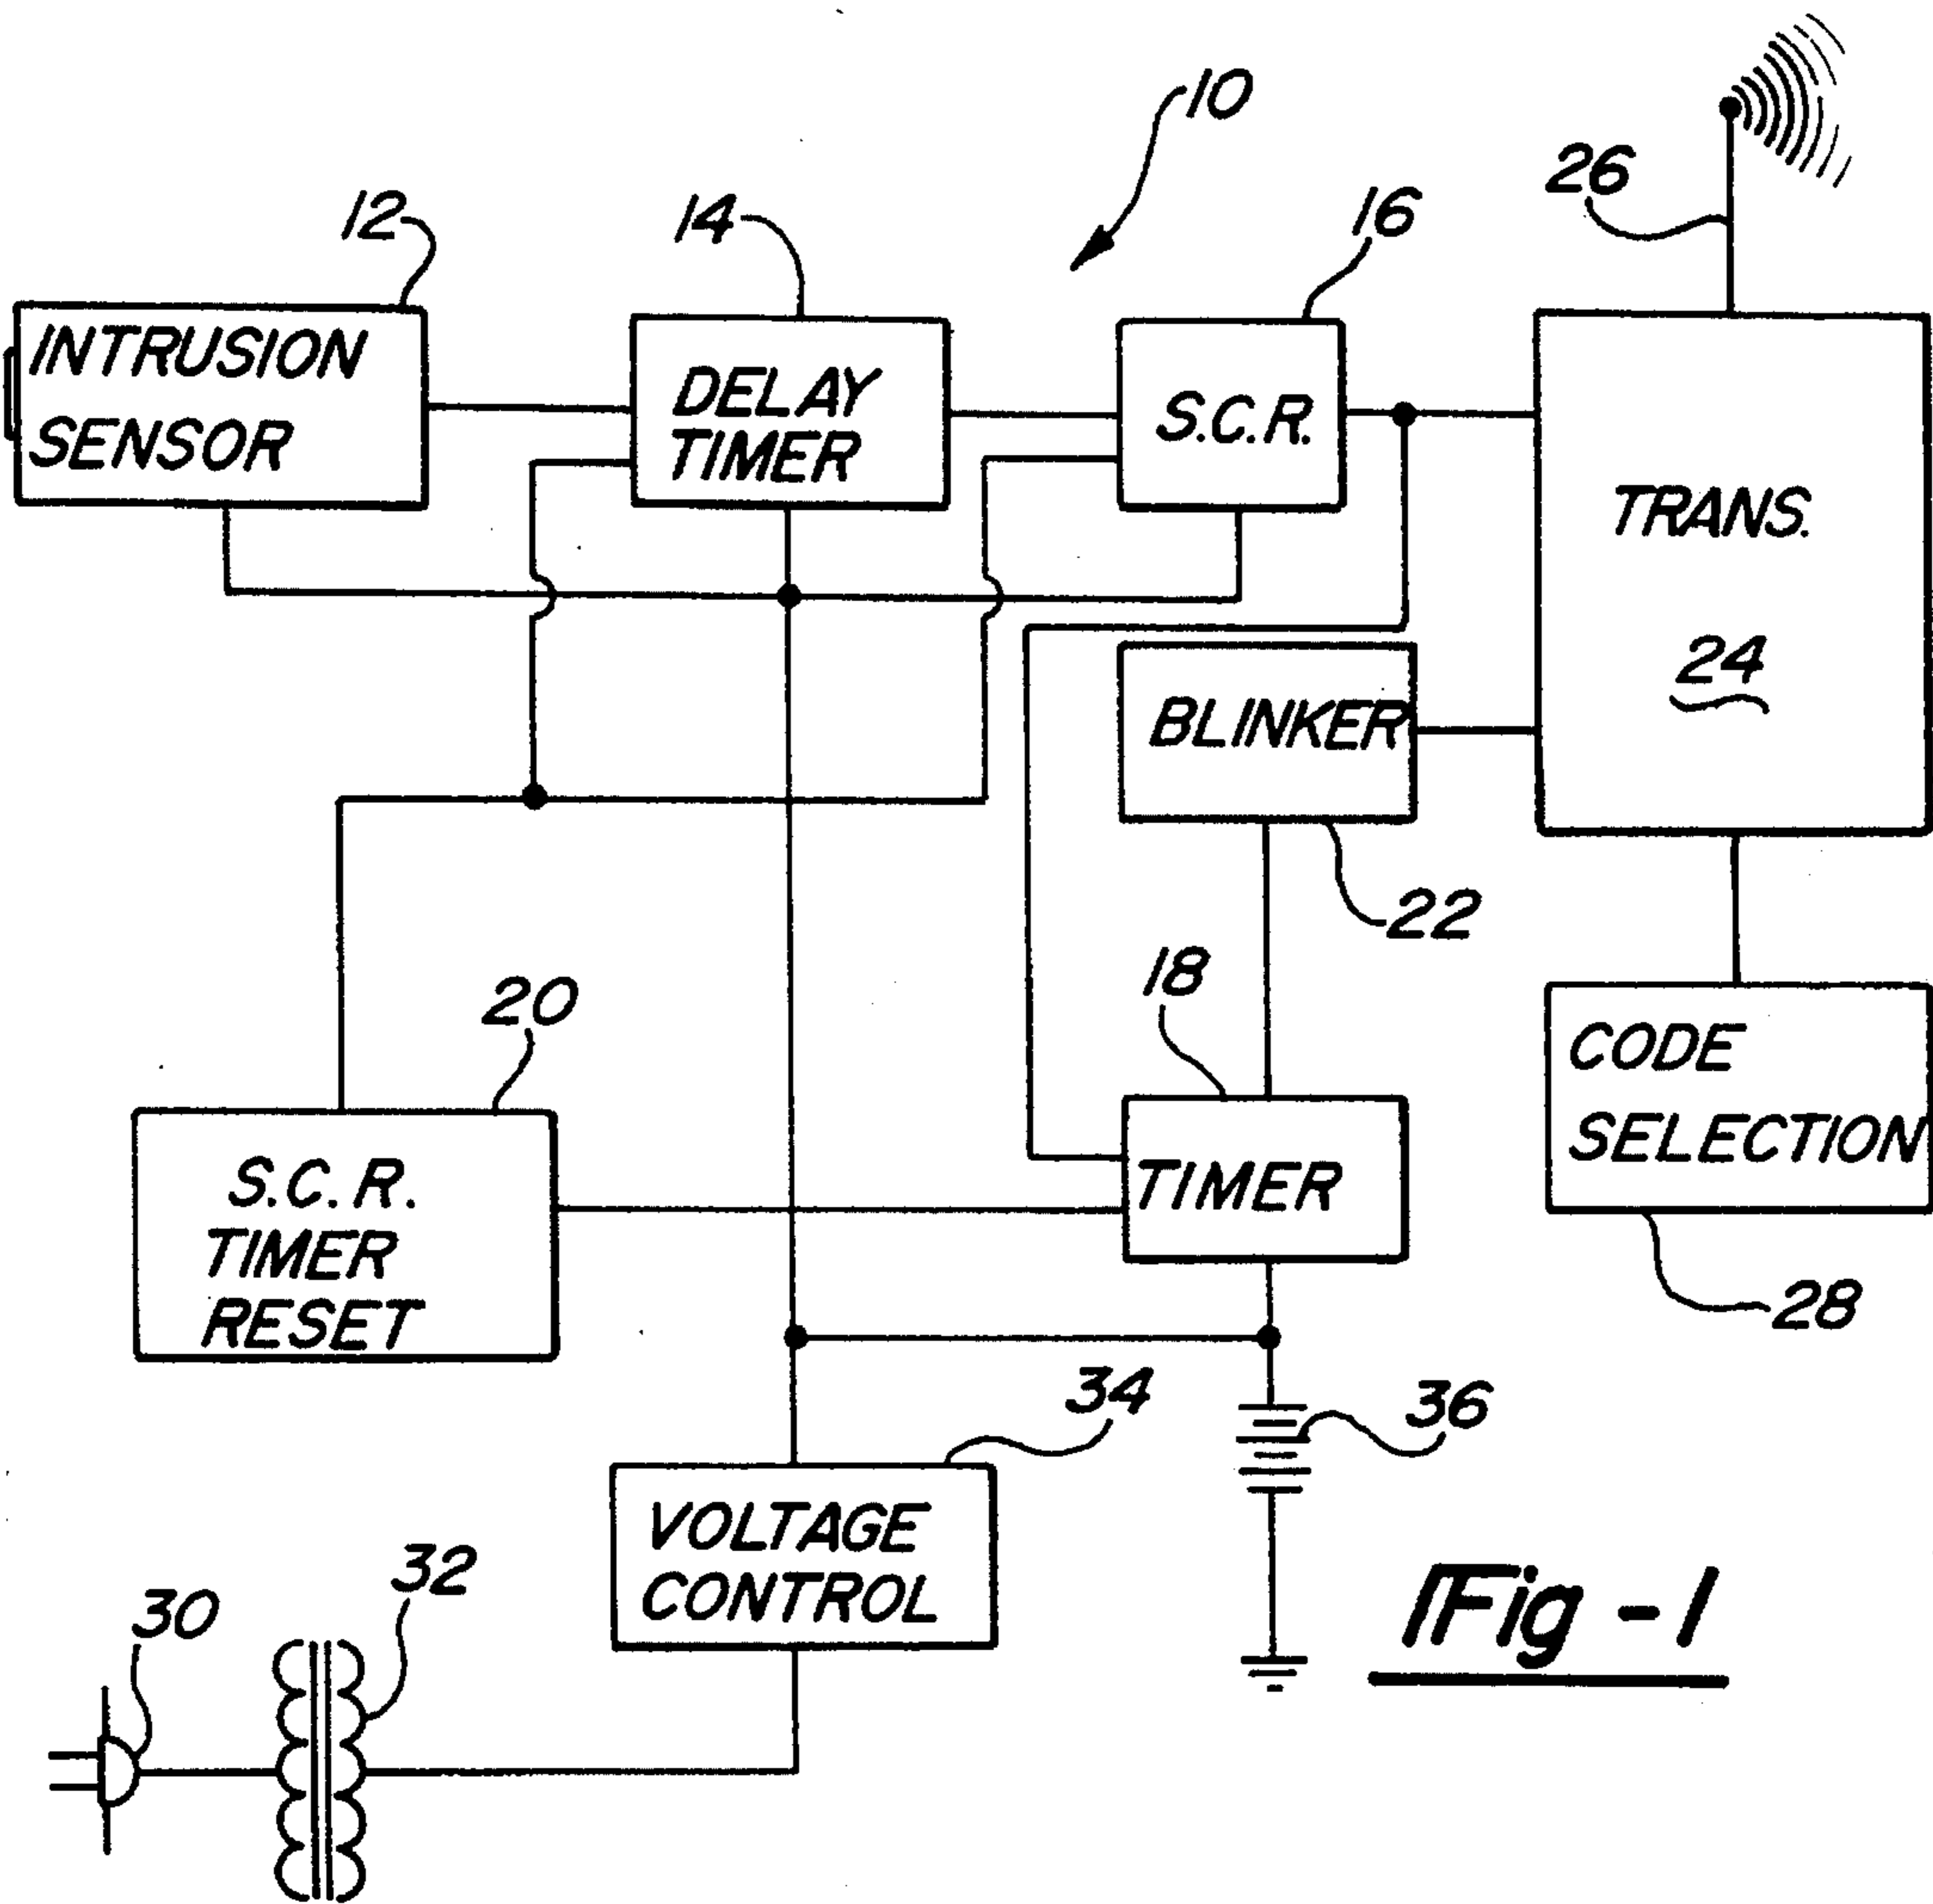 10
26
12
14
16
INTRUSION
SENSOR
DELAY
TIMER
S.C.R.
TRANS.
24
BLINKER
22
18
20
CODE
SELECTION
S.C.R.
TIMER
RESET
TIMER
28
34
36
VOLTAGE
CONTROL
32
30
Fig-1